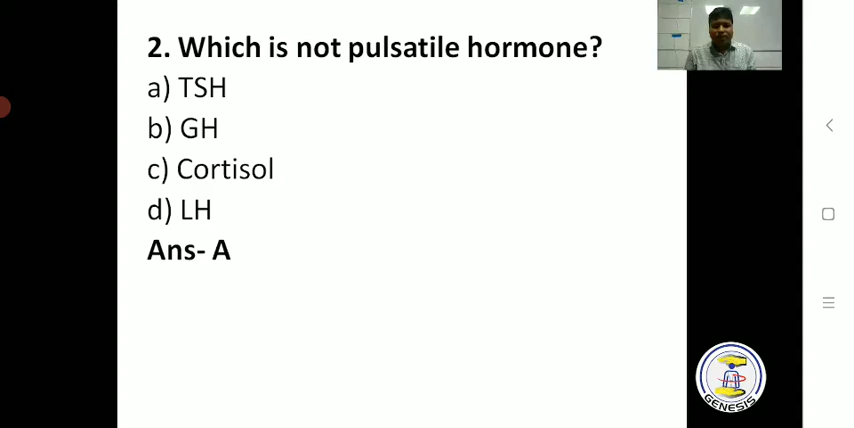 2. Which is not pulsatile hormone?
a) TSH
b) GH
c) Cortisol
d) LH
Ans- A
GENESIS